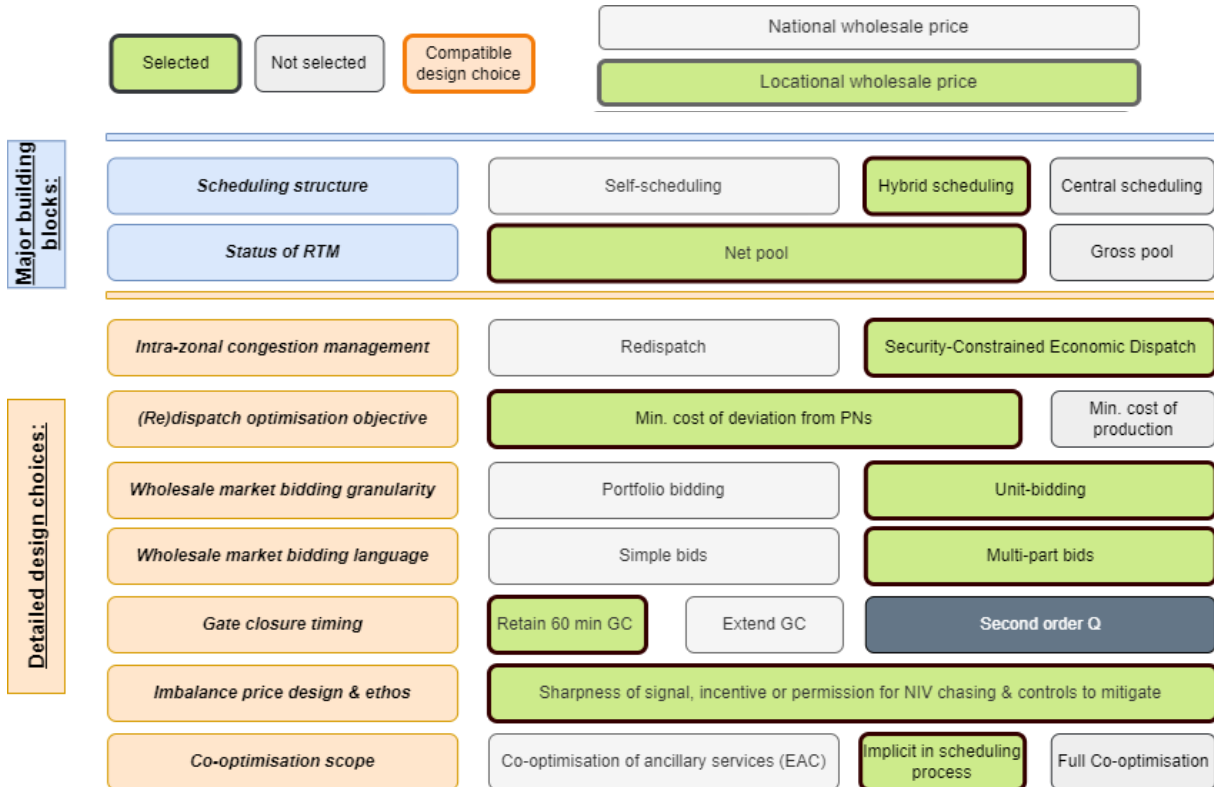 National wholesale price
Selected
Not selected
Compatible
design choice
Locational wholesale price
Major building
blocks:
Scheduling structure
Self-scheduling
Hybrid scheduling
Central scheduling
Status of RTM
Net pool
Gross pool
Detailed design choices:
Intra-zonal congestion management
Redispatch
Security-Constrained Economic Dispatch
(Re)dispatch optimisation objective
Min. cost of deviation from PNs
Min. cost of
production
Wholesale market bidding granularity
Portfolio bidding
Unit-bidding
Wholesale market bidding language
Simple bids
Multi-part bids
Gate closure timing
Retain 60 min GC
Extend GC
Second order Q
Imbalance price design & ethos
Sharpness of signal, incentive or permission for NIV chasing & controls to mitigate
Co-optimisation scope
Co-optimisation of ancillary services (EAC)
Implicit in scheduling
process
Full Co-optimisation